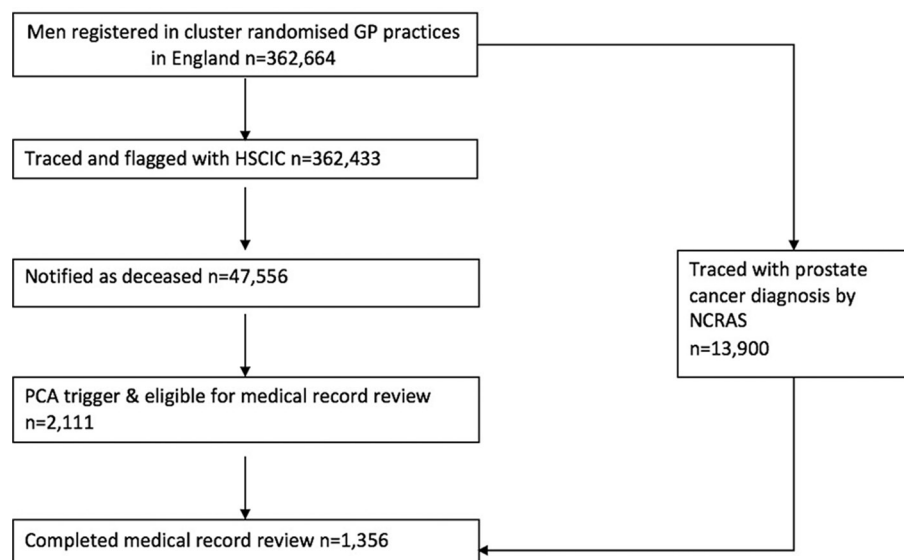 Men registered in cluster randomised GP practices
in England n=362,664
Traced and flagged with HSCIC n=362,433
Notified as deceased n=47,556
Traced with prostate
cancer diagnosis by
NCRAS
n=13,900
PCA trigger & eligible for medical record review
n=2,111
Completed medical record review n=1,356